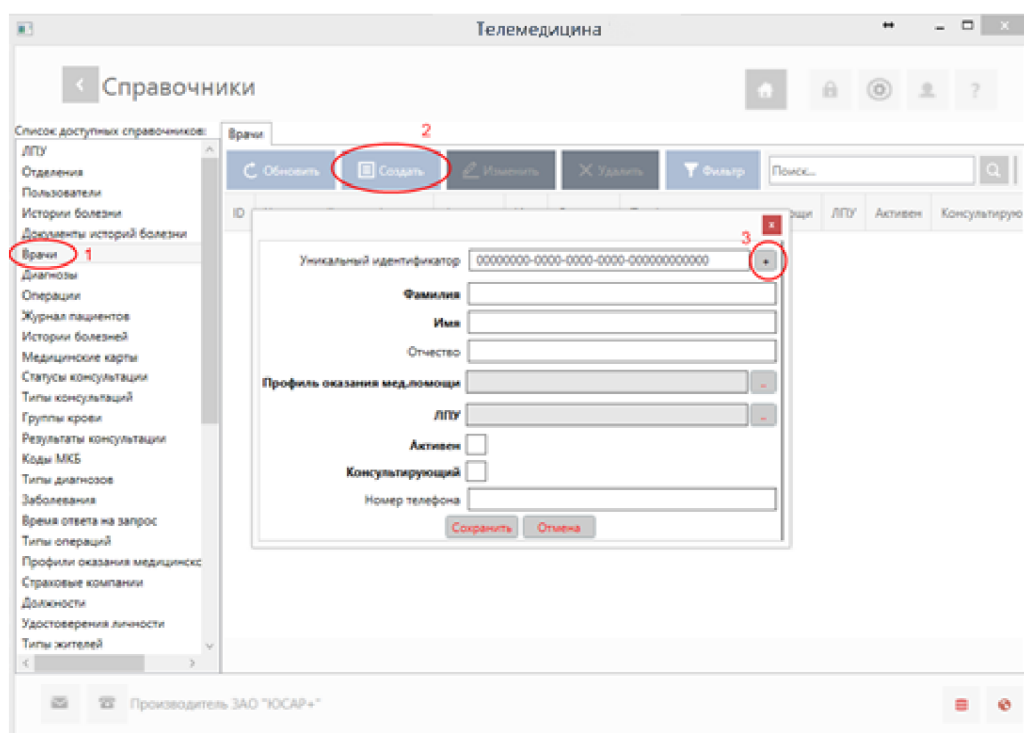 Телемедицина
Справочники
Список доступных справочников:
ЛПУ
Отделения
Пользователи
Истории болезни
Документы историй болезни
Врачи 1
Диагнозы
Операции
Журнал пациентов
Истории болезней
Медицинские карты
Статусы консультации
Типы консультаций
Группы крови
Результаты консультации
Коды МКБ
Типы диагнозов
Заболевания
Время ответа на запрос
Типы операций
Профили оказания медицинскс
Страховые компании
Должности
Удостоверения личности
Типы жителей
Врачи
2
Обновить Создать Изменить Удалить Фильтр Поиск...
ID ЛПУ Активен Консультирую
x
3
Уникальный идентификатор 00000000-0000-0000-0000-000000000000 +
Фамилия
Имя
Отчество
Профиль оказания мед.помощи ..
ЛПУ ..
Активен
Консультирующий
Номер телефона
Сохранить Отмена
Производитель ЗАО "ЮСАР+"